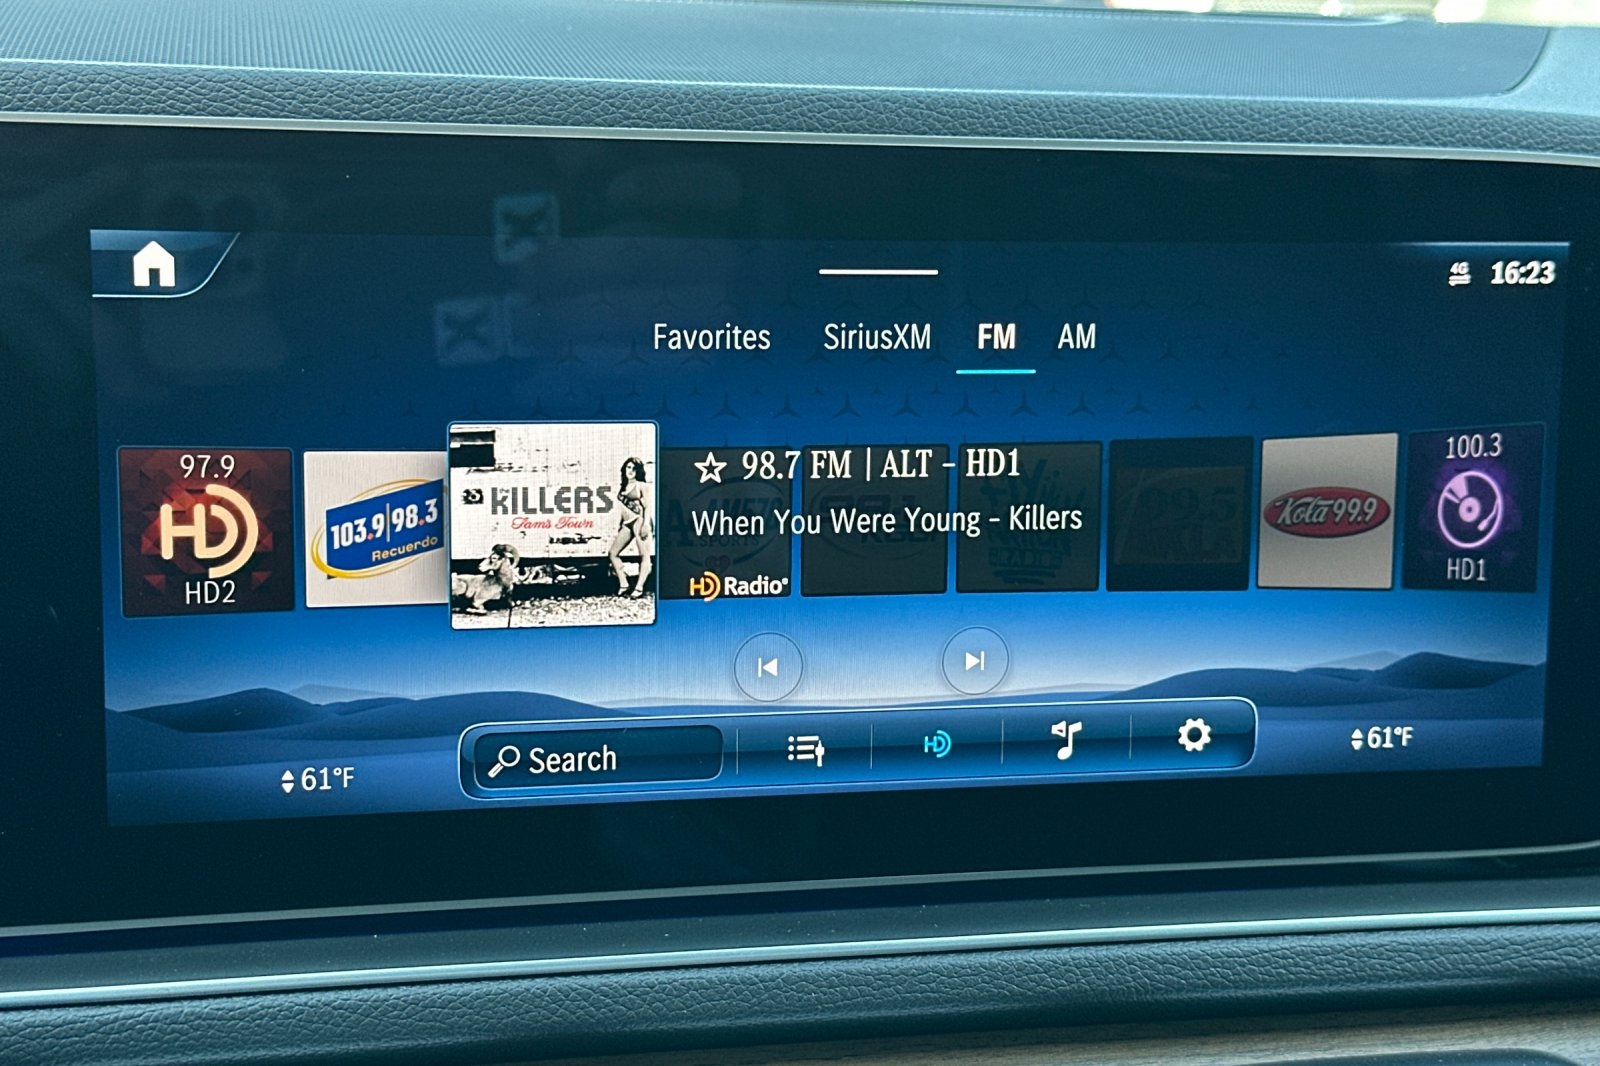 4G 16:23
Favorites SiriusXM FM AM
97.9
HD
HD2
103.9|98.3
Recuerdo
KILLERS
Sam's Town
98.7 FM | ALT - HD1
When You Were Young - Killers
HD Radio
Kola 99.9
100.3
HD1
Search
HD
61°F
61°F